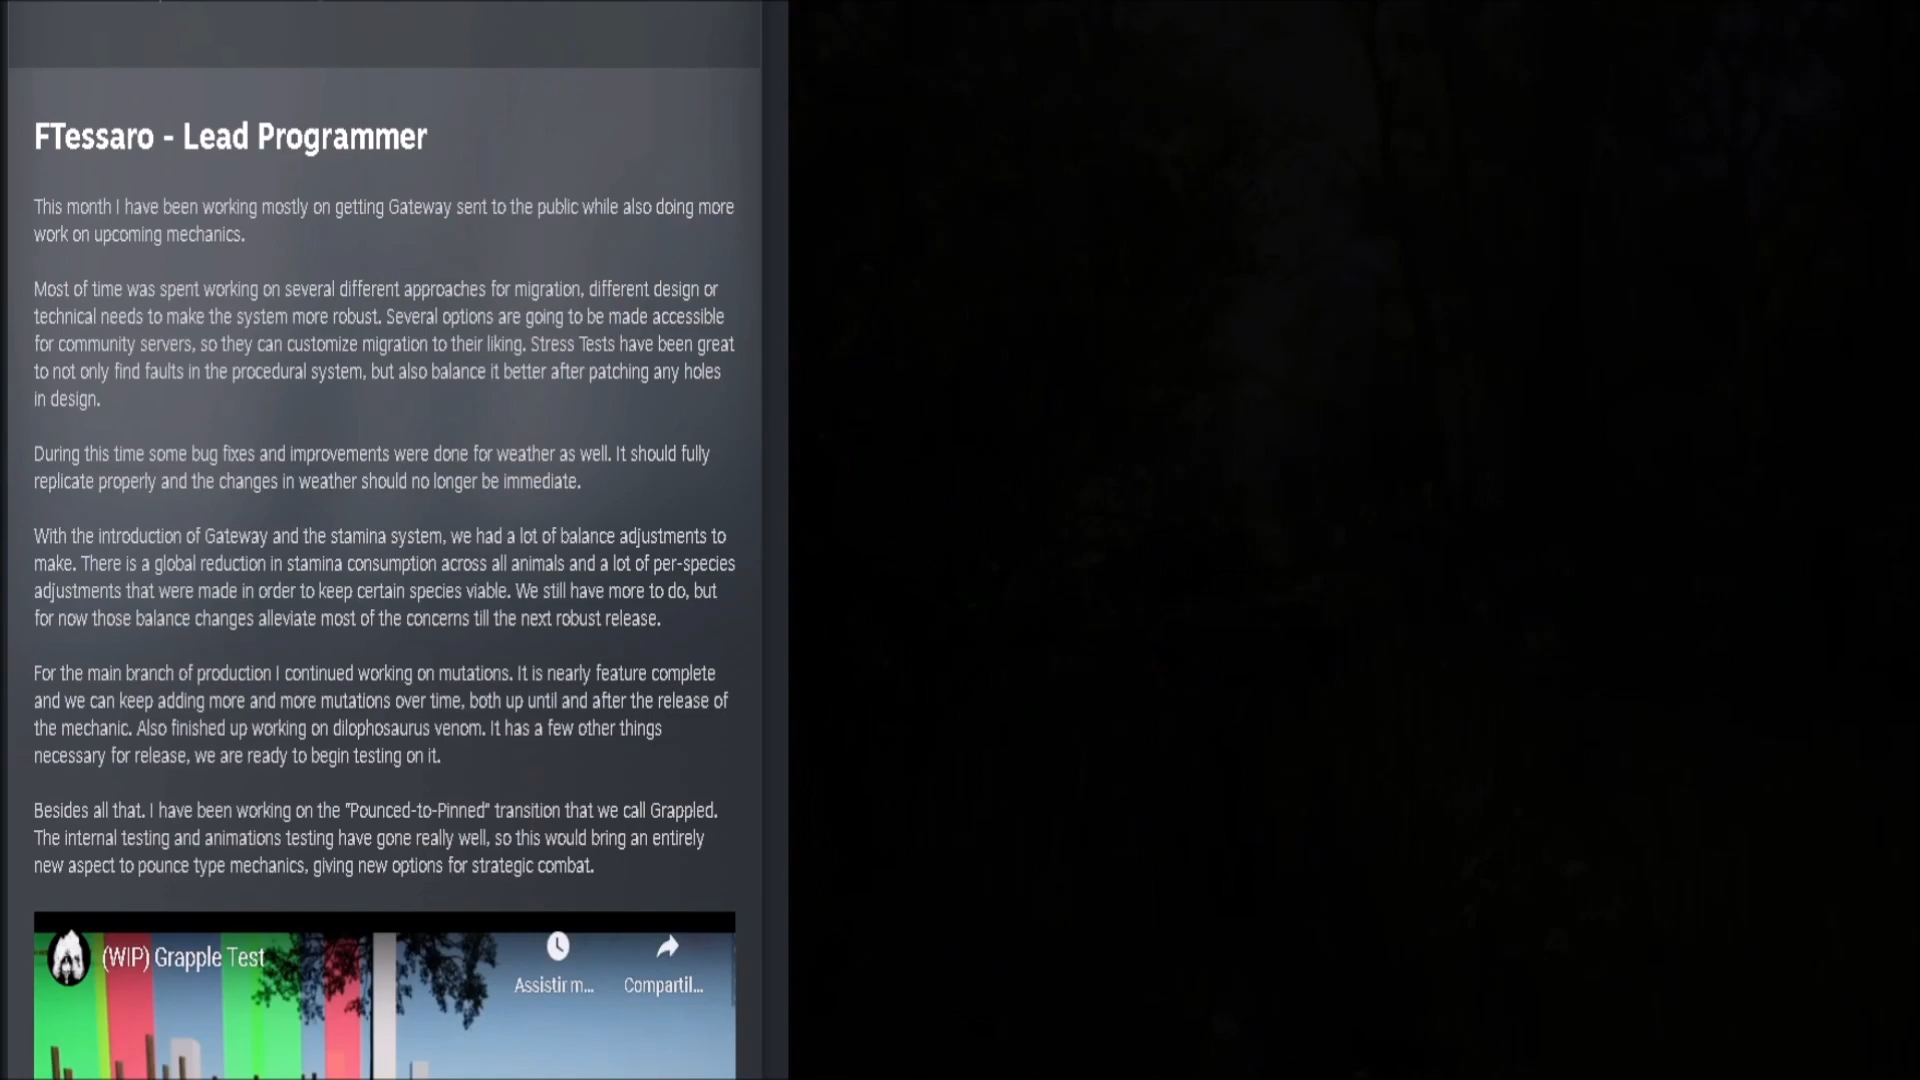 FTessaro - Lead Programmer
This month I have been working mostly on getting Gateway sent to the public while also doing more
work on upcoming mechanics.
Most of time was spent working on several different approaches for migration, different design or
technical needs to make the system more robust. Several options are going to be made accessible
for community servers, so they can customize migration to their liking. Stress Tests have been great
to not only find faults in the procedural system, but also balance it better after patching any holes
in design.
During this time some bug fixes and improvements were done for weather as well. It should fully
replicate properly and the changes in weather should no longer be immediate.
With the introduction of Gateway and the stamina system, we had a lot of balance adjustments to
make. There is a global reduction in stamina consumption across all animals and a lot of per-species
adjustments that were made in order to keep certain species viable. We still have more to do, but
for now those balance changes alleviate most of the concerns till the next robust release.
For the main branch of production I continued working on mutations. It is nearly feature complete
and we can keep adding more and more mutations over time, both up until and after the release of
the mechanic. Also finished up working on dilophosaurus venom. It has a few other things
necessary for release, we are ready to begin testing on it.
Besides all that. I have been working on the "Pounced-to-Pinned" transition that we call Grappled.
The internal testing and animations testing have gone really well, so this would bring an entirely
new aspect to pounce type mechanics, giving new options for strategic combat.
(WIP) Grapple Test
Assistir m...
Compartil...